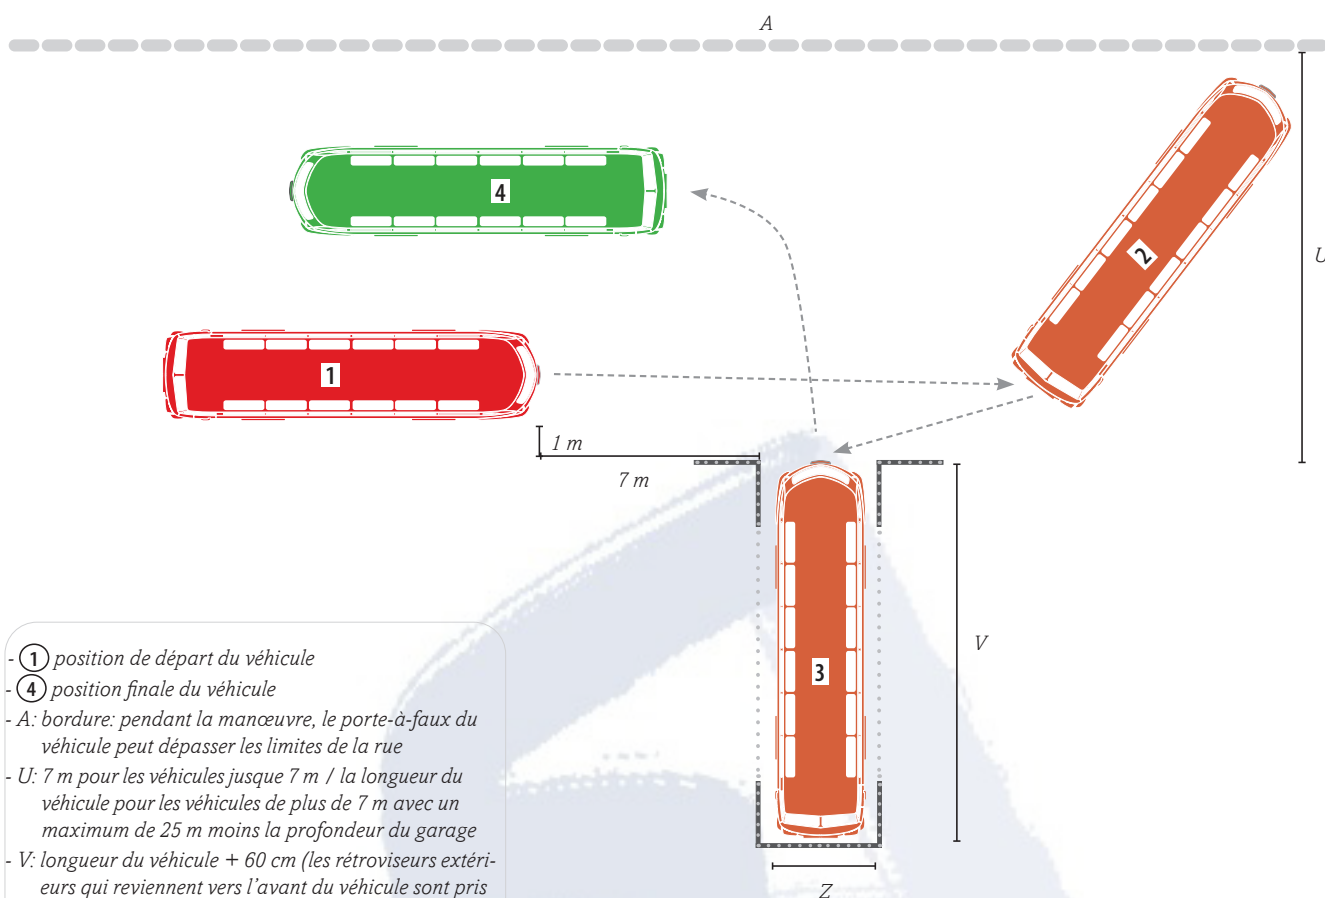 A
4
2
U
1
1 m
7 m
3
V
Z
- 1 position de départ du véhicule
- 4 position finale du véhicule
- A: bordure: pendant la manœuvre, le porte-à-faux du
véhicule peut dépasser les limites de la rue
- U: 7 m pour les véhicules jusque 7 m / la longueur du
véhicule pour les véhicules de plus de 7 m avec un
maximum de 25 m moins la profondeur du garage
- V: longueur du véhicule + 60 cm (les rétroviseurs extéri-
eurs qui reviennent vers l'avant du véhicule sont pris